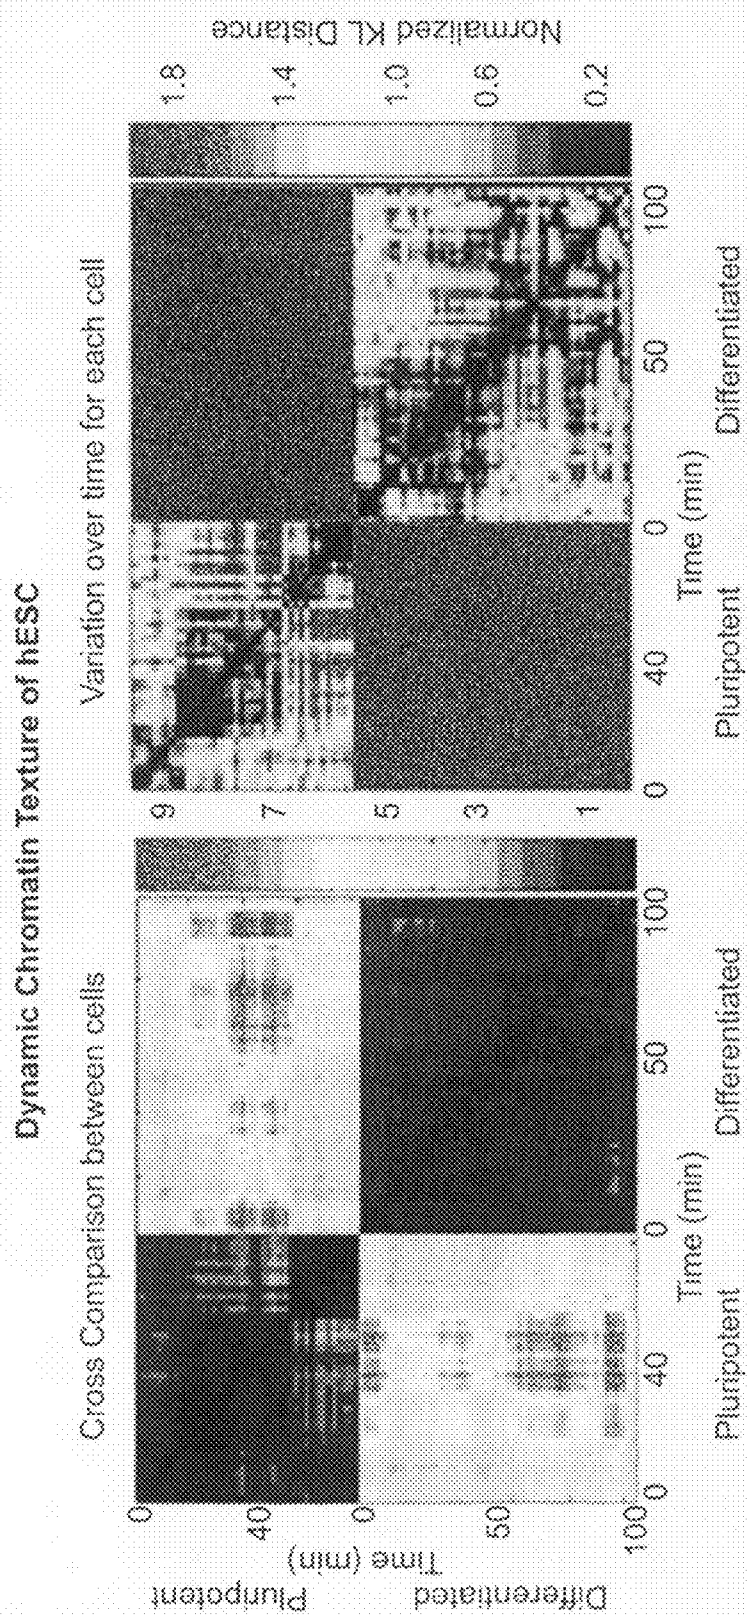 Dynamic Chromatin Texture of hESC
Cross Comparison between cells
Variation over time for each cell
0
40
0
50
100
Time (min)
Pluripotent
Differentiated
0
40
0
50
100
Time (min)
Pluripotent
Differentiated
9
7
5
3
1
0
40
0
50
100
Time (min)
Pluripotent
Differentiated
1.8
1.4
1.0
0.6
0.2
Normalized KL Distance